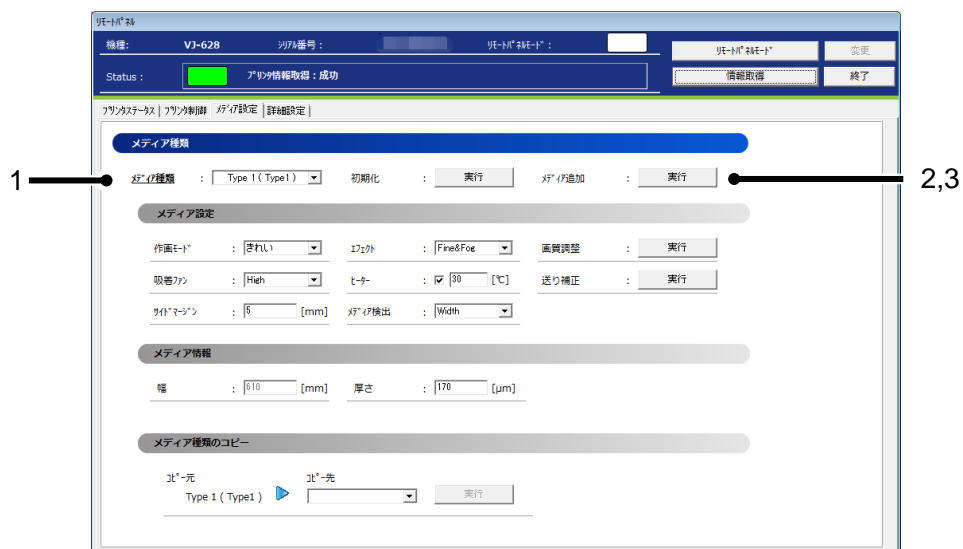 ﾘﾓｰﾄﾊﾟﾈﾙ
機種: VJ-628 ｼﾘｱﾙ番号 : ﾘﾓｰﾄﾊﾟﾈﾙﾓｰﾄﾞ :
ﾘﾓｰﾄﾊﾟﾈﾙﾓｰﾄﾞ 変更
Status : ﾌﾟﾘﾝﾀ情報取得 : 成功 情報取得 終了
ﾌﾟﾘﾝﾀｽﾃｰﾀｽ ﾌﾟﾘﾝﾀ制御 ﾒﾃﾞｨｱ設定 詳細設定
メディア種類
1 ﾒﾃﾞｨｱ種類 : Type 1 ( Type1 ) 初期化 : 実行 ﾒﾃﾞｨｱ追加 : 実行 2,3
メディア設定
作画ﾓｰﾄﾞ : きれい ｴﾌｪｸﾄ : Fine&Fog 画質調整 : 実行
吸着ﾌｧﾝ : High ﾋｰﾀｰ : 30 [℃] 送り補正 : 実行
ｻｲﾄﾞﾏｰｼﾞﾝ : 5 [mm] ﾒﾃﾞｨｱ検出 : Width
メディア情報
幅 : 610 [mm] 厚さ : 170 [μm]
メディア種類のコピー
ｺﾋﾟｰ元 ｺﾋﾟｰ先
Type 1 ( Type1 ) 実行